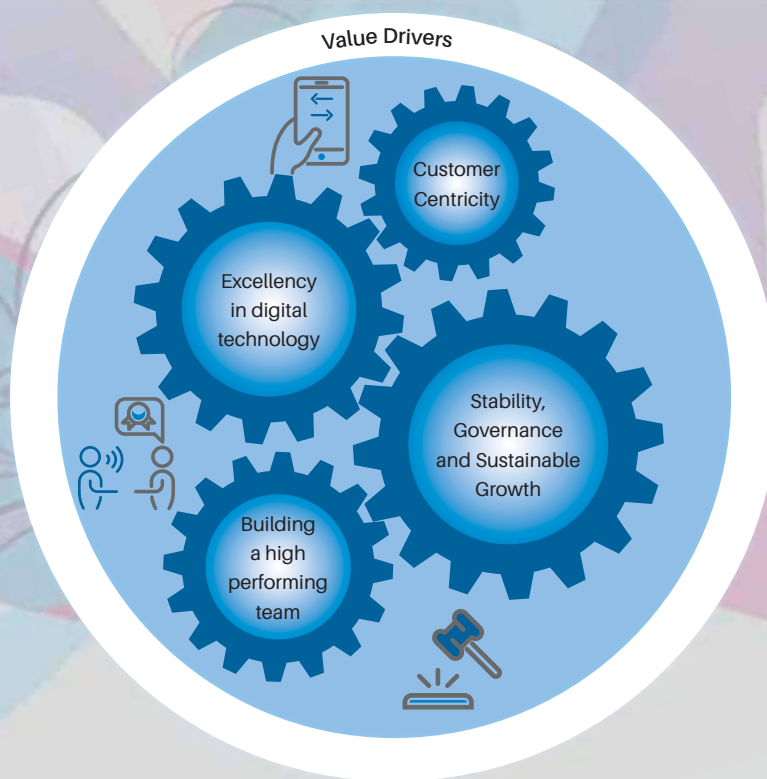 Value Drivers
Customer
Centricity
Excellency
in digital
technology
Stability,
Governance
and Sustainable
Growth
Building
a high
performing
team